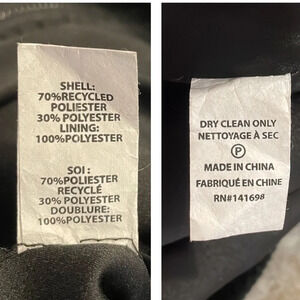 SHELL:
70%RECYCLED
POLIESTER
30% POLYESTER
LINING:
100%POLYESTER
SOI :
70%POLIESTER
RECYCLÉ
30% POLYESTER
DOUBLURE:
100%POLYESTER
DRY CLEAN ONLY
NETTOYAGE À SEC
P
MADE IN CHINA
FABRIQUÉ EN CHINE
RN#141698